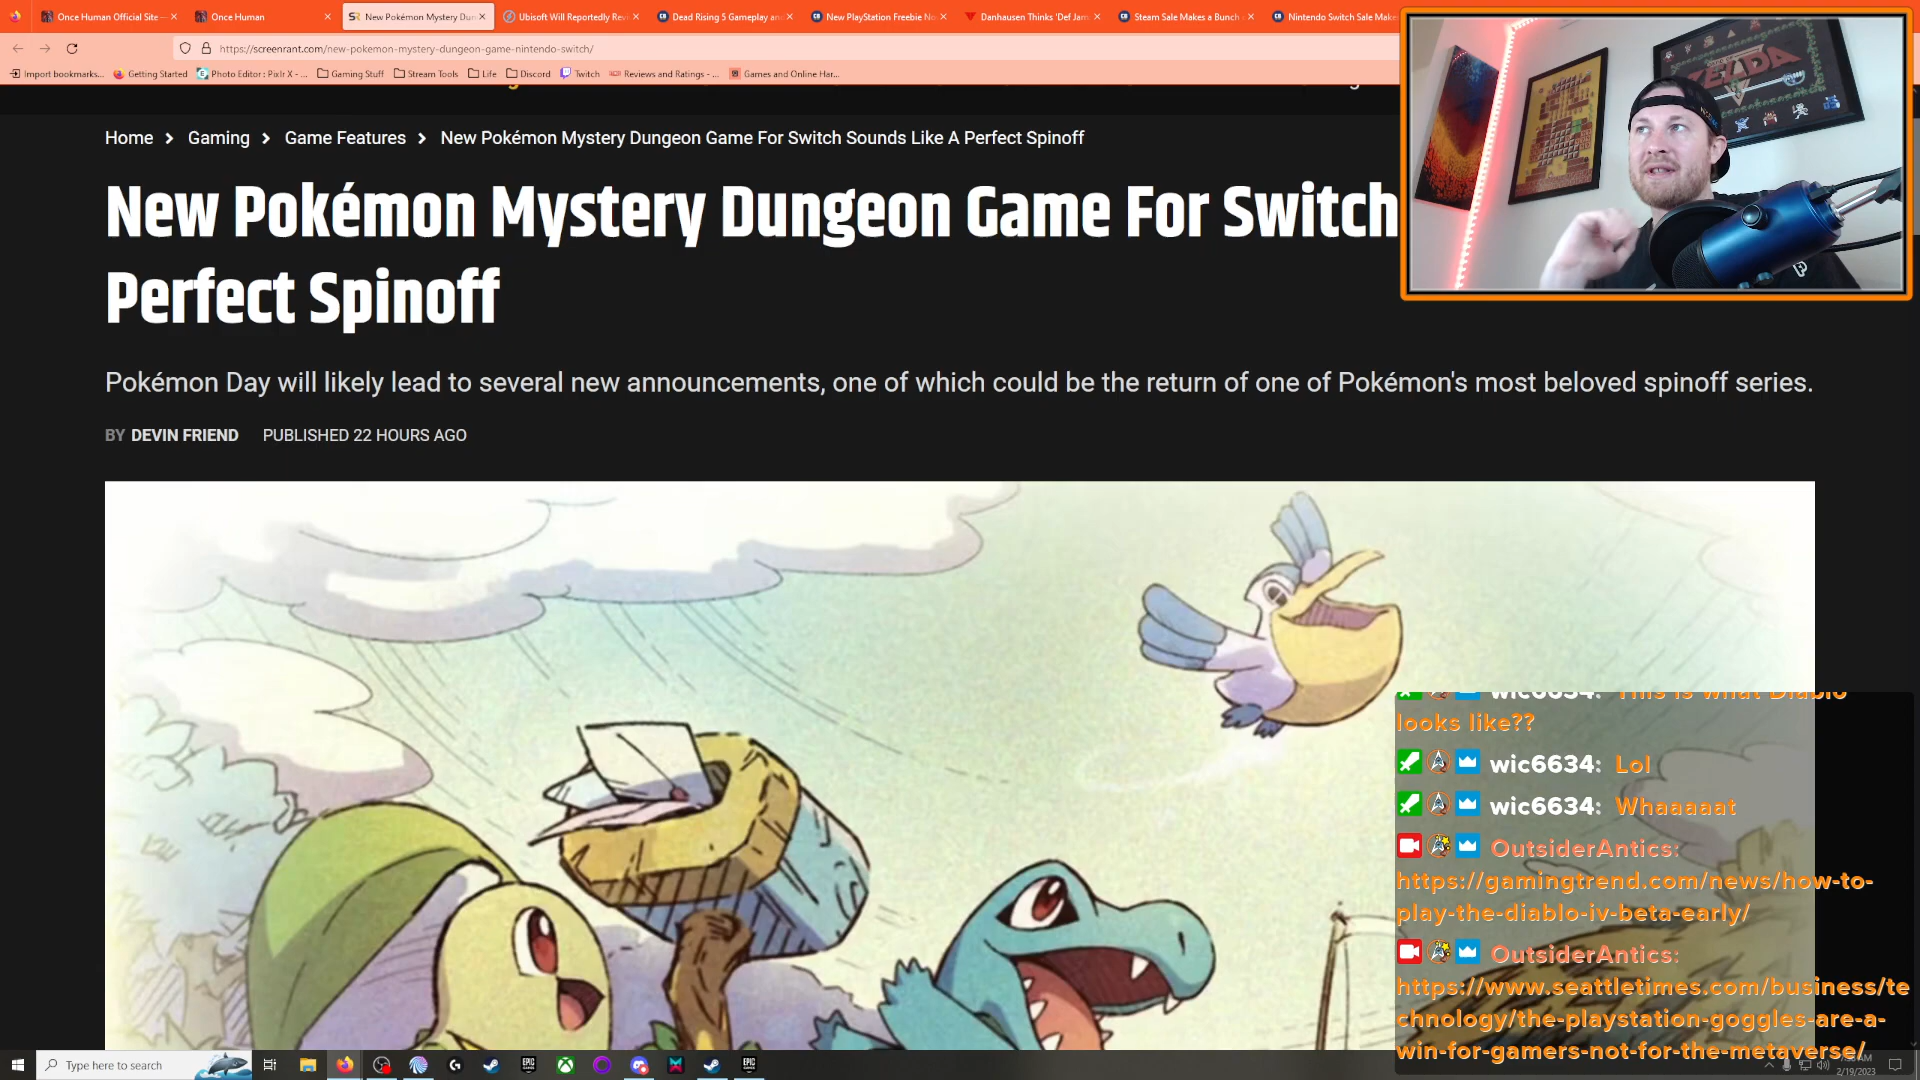 Once Human Official Site —
Once Human
New Pokémon Mystery Dun
Ubisoft Will Reportedly Rev
Dead Rising 5 Gameplay an
New PlayStation Freebie No
Danhausen Thinks 'Def Jam
Steam Sale Makes a Bunch
Nintendo Switch Sale Make
https://screenrant.com/new-pokemon-mystery-dungeon-game-nintendo-switch/
Import bookmarks...
Getting Started
Photo Editor : Pixlr X - ...
Gaming Stuff
Stream Tools
Life
Discord
Twitch
Reviews and Ratings - ...
Games and Online Har...
ZELDA
Home > Gaming > Game Features > New Pokémon Mystery Dungeon Game For Switch Sounds Like A Perfect Spinoff
New Pokémon Mystery Dungeon Game For Switch
Perfect Spinoff
Pokémon Day will likely lead to several new announcements, one of which could be the return of one of Pokémon's most beloved spinoff series.
BY DEVIN FRIEND PUBLISHED 22 HOURS AGO
wic6634: This is what Diablo
looks like??
wic6634: Lol
wic6634: Whaaaaat
OutsiderAntics:
https://gamingtrend.com/news/how-to-
play-the-diablo-iv-beta-early/
OutsiderAntics:
https://www.seattletimes.com/business/te
chnology/the-playstation-goggles-are-a-
win-for-gamers-not-for-the-metaverse/
Type here to search
EPIC
EPIC
2/19/2023